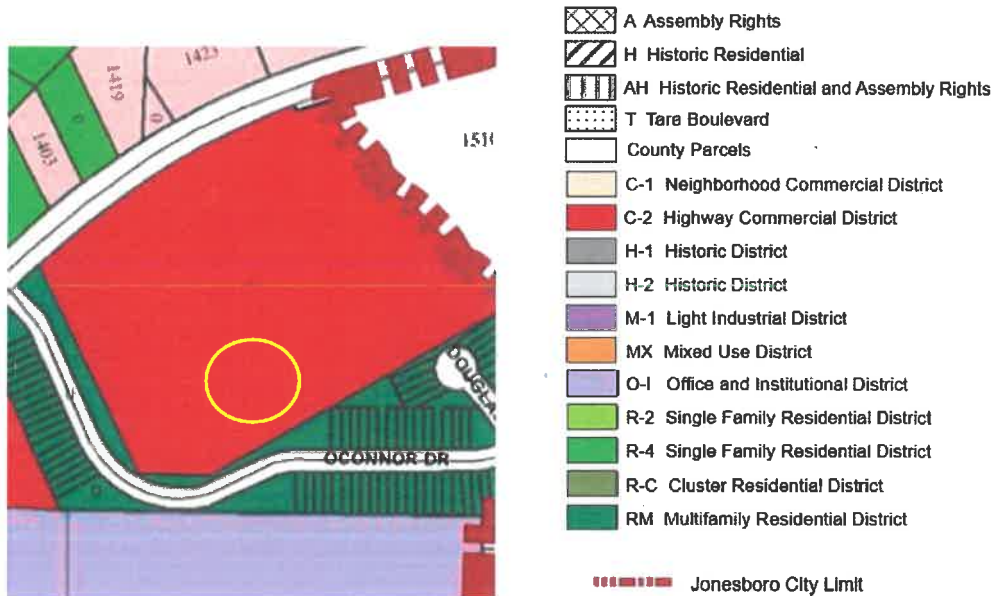 1423
1419
0
0
1403
151
DOUGLA
OCONNOR DR
0
A Assembly Rights
H Historic Residential
AH Historic Residential and Assembly Rights
T Tara Boulevard
County Parcels
C-1 Neighborhood Commercial District
C-2 Highway Commercial District
H-1 Historic District
H-2 Historic District
M-1 Light Industrial District
MX Mixed Use District
O-I Office and Institutional District
R-2 Single Family Residential District
R-4 Single Family Residential District
R-C Cluster Residential District
RM Multifamily Residential District
Jonesboro City Limit